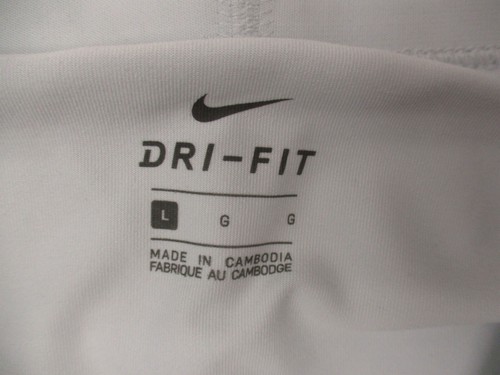 DRI-FIT
L G G
MADE IN CAMBODIA
FABRIQUE AU CAMBODGE